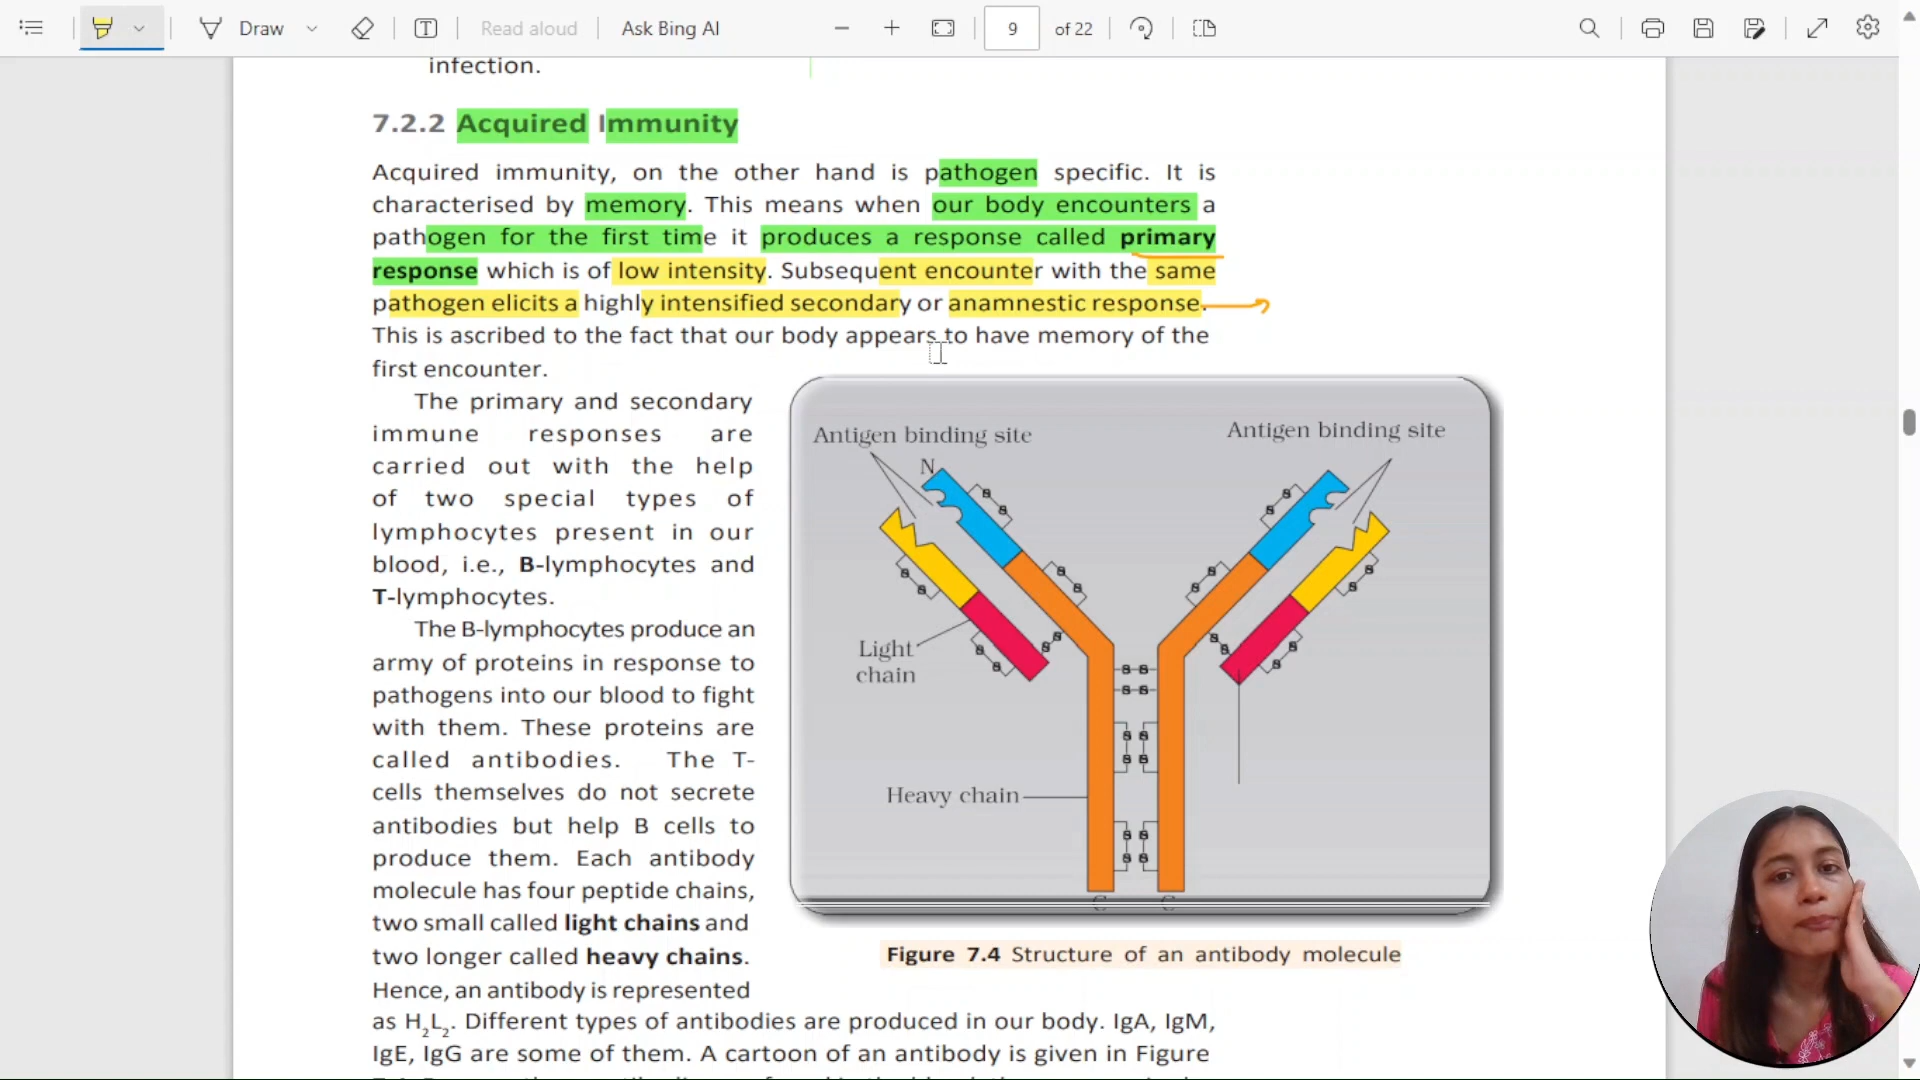 Draw
T
Read aloud
Ask Bing AI
9
of 22
infection.
7.2.2 Acquired Immunity
Acquired immunity, on the other hand is pathogen specific. It is
characterised by memory. This means when our body encounters a
pathogen for the first time it produces a response called primary
response which is of low intensity. Subsequent encounter with the same
pathogen elicits a highly intensified secondary or anamnestic response.
This is ascribed to the fact that our body appears to have memory of the
first encounter.
The primary and secondary
immune responses are
carried out with the help
of two special types of
lymphocytes present in our
blood, i.e., B-lymphocytes and
T-lymphocytes.
The B-lymphocytes produce an
army of proteins in response to
pathogens into our blood to fight
with them. These proteins are
called antibodies. The T-
cells themselves do not secrete
antibodies but help B cells to
produce them. Each antibody
molecule has four peptide chains,
two small called light chains and
two longer called heavy chains.
Hence, an antibody is represented
as H2L2. Different types of antibodies are produced in our body. IgA, IgM,
IgE, IgG are some of them. A cartoon of an antibody is given in Figure
Antigen binding site
Antigen binding site
N
s s
s s
s s
s s
s s
s s
s s
s s
s s
s s
Light
chain
s s
s s
s s
s s
s s
s s
Heavy chain
C C
Figure 7.4 Structure of an antibody molecule